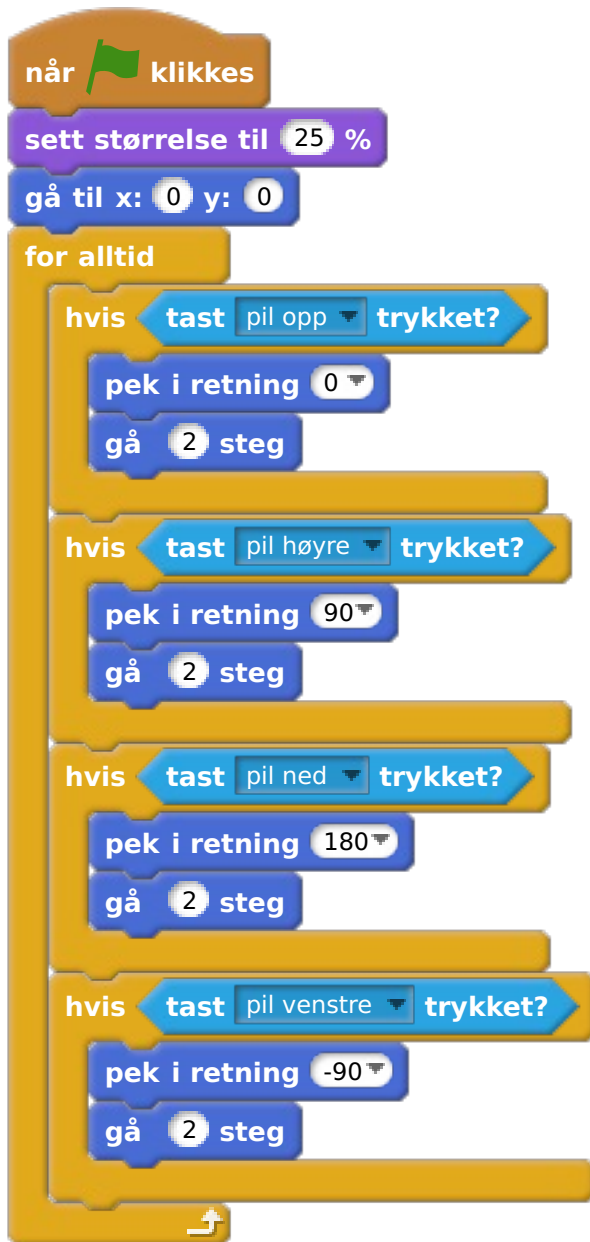 når klikkes
sett størrelse til 25 %
gå til x: 0 y: 0
for alltid
hvis tast pil opp trykket?
pek i retning 0
gå 2 steg
hvis tast pil høyre trykket?
pek i retning 90
gå 2 steg
hvis tast pil ned trykket?
pek i retning 180
gå 2 steg
hvis tast pil venstre trykket?
pek i retning -90
gå 2 steg